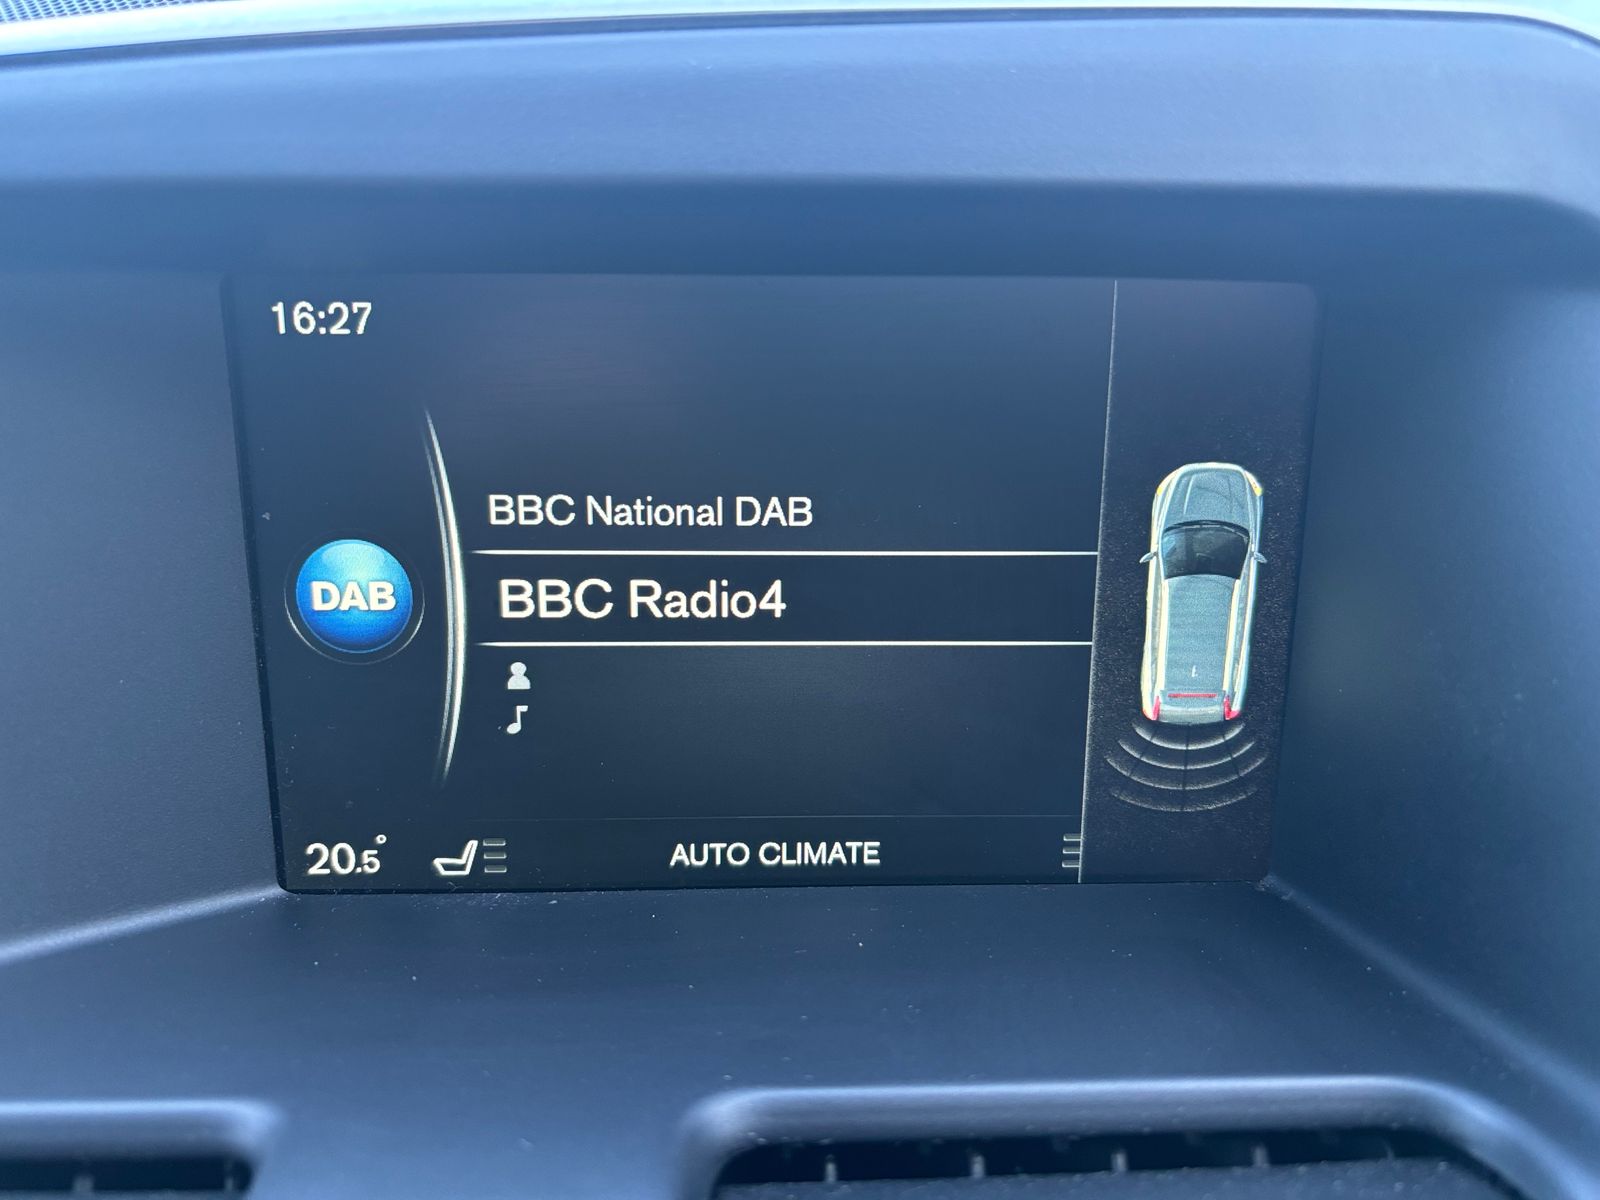 16:27
BBC National DAB
DAB
BBC Radio4
20.5°
AUTO CLIMATE